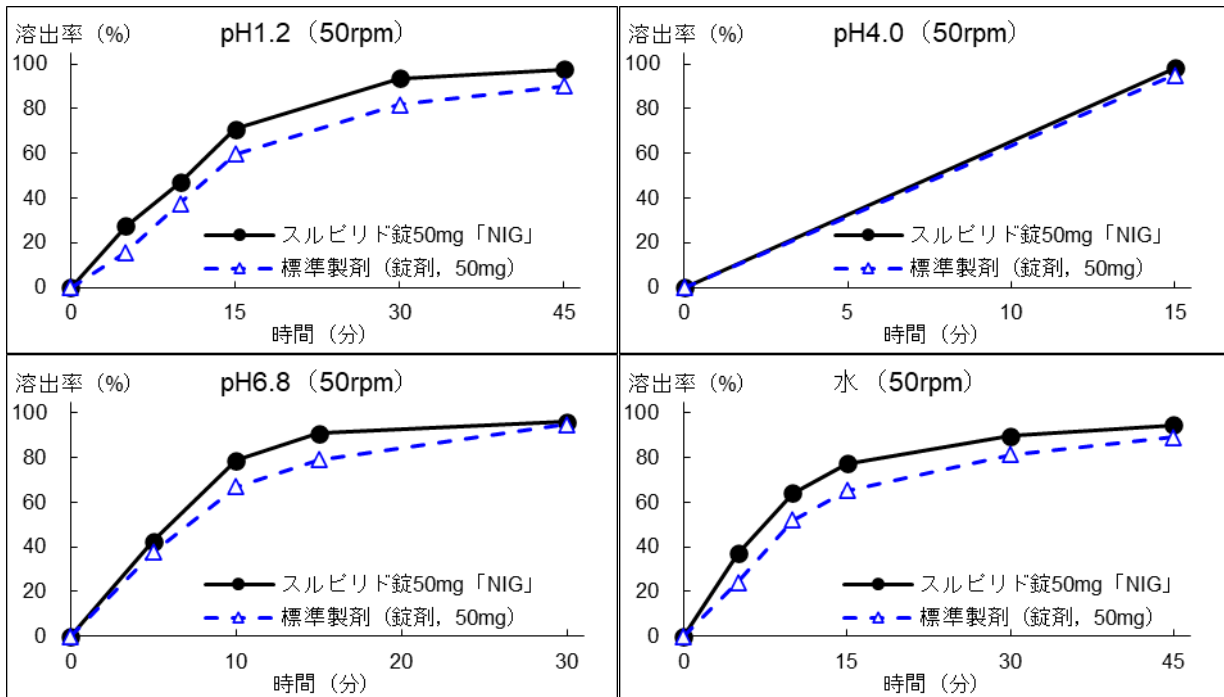 溶出率 (%)
pH1.2（50rpm）
100
80
60
40
20
0
スルピリド錠50mg「NIG」
標準製剤（錠剤，50mg）
0
15
30
45
時間（分）
溶出率 (%)
pH4.0（50rpm）
100
80
60
40
20
0
スルピリド錠50mg「NIG」
標準製剤（錠剤，50mg）
0
5
10
15
時間（分）
溶出率 (%)
pH6.8（50rpm）
100
80
60
40
20
0
スルピリド錠50mg「NIG」
標準製剤（錠剤，50mg）
0
10
20
30
時間（分）
溶出率 (%)
水（50rpm）
100
80
60
40
20
0
スルピリド錠50mg「NIG」
標準製剤（錠剤，50mg）
0
15
30
45
時間（分）